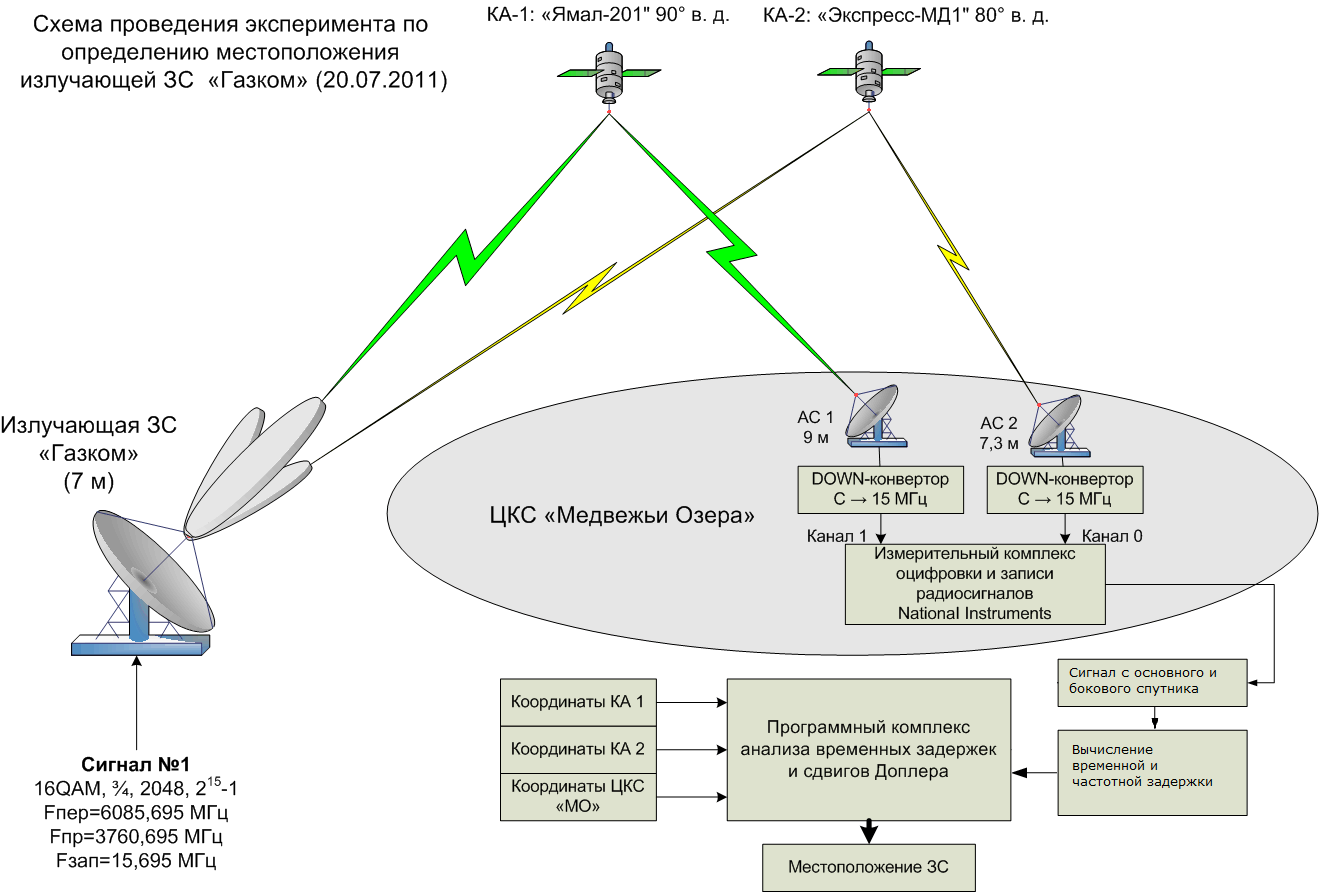 Схема проведения эксперимента по
определению местоположения
излучающей ЗС «Газком» (20.07.2011)
КА-1: «Ямал-201" 90° в. д.
КА-2: «Экспресс-МД1" 80° в. д.
Излучающая ЗС
«Газком»
(7 м)
АС 1
9 м
АС 2
7,3 м
DOWN-конвертор
С → 15 МГц
DOWN-конвертор
С → 15 МГц
ЦКС «Медвежьи Озера»
Канал 1
Канал 0
Измерительный комплекс
оцифровки и записи
радиосигналов
National Instruments
Сигнал с основного и
бокового спутника
Вычисление
временной и
частотной задержки
Координаты КА 1
Координаты КА 2
Координаты ЦКС
«МО»
Программный комплекс
анализа временных задержек
и сдвигов Доплера
Местоположение ЗС
Сигнал №1
16QAM, ¾, 2048, 2¹⁵-1
Fпер=6085,695 МГц
Fпр=3760,695 МГц
Fзап=15,695 МГц